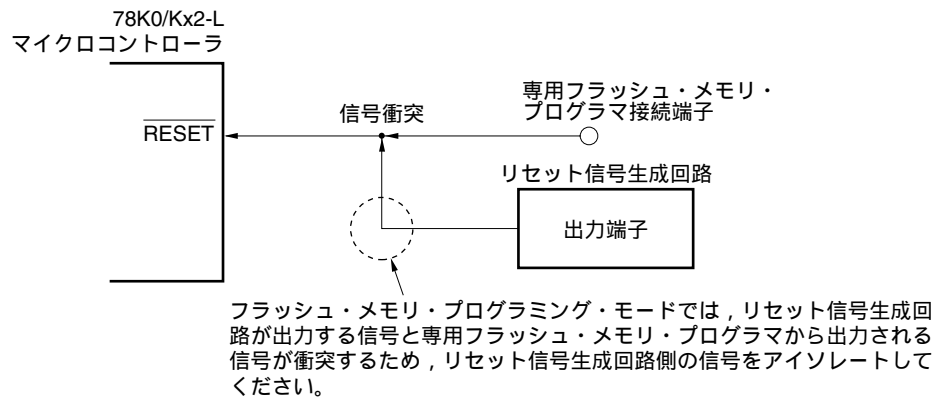 78K0/Kx2-L
マイクロコントローラ
RESET
信号衝突
専用フラッシュ・メモリ・
プログラマ接続端子
リセット信号生成回路
出力端子
フラッシュ・メモリ・プログラミング・モードでは，リセット信号生成回
路が出力する信号と専用フラッシュ・メモリ・プログラマから出力される
信号が衝突するため，リセット信号生成回路側の信号をアイソレートして
ください。